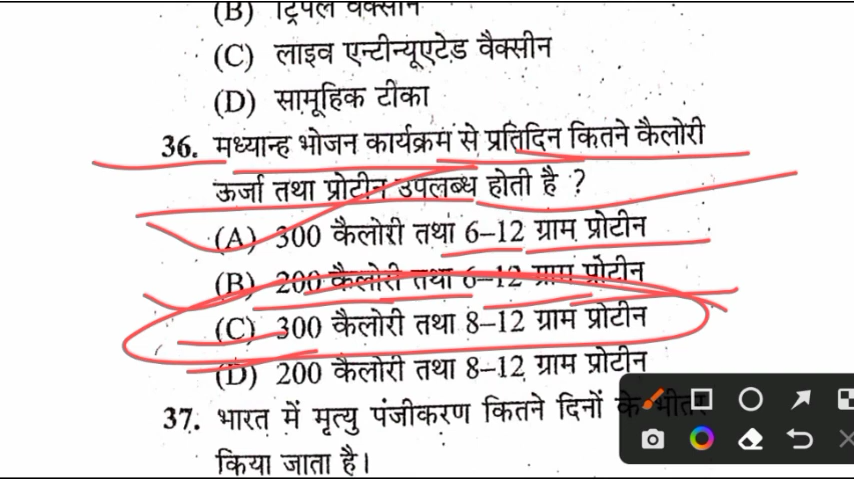 (B) ट्रिपल वैक्सीन
(C) लाइव एन्टीन्यूएटेड वैक्सीन
(D) सामूहिक टीका
36. मध्यान्ह भोजन कार्यक्रम से प्रतिदिन कितने कैलोरी
ऊर्जा तथा प्रोटीन उपलब्ध होती है ?
(A) 300 कैलोरी तथा 6–12 ग्राम प्रोटीन
(B) 200 कैलोरी तथा 6–12 ग्राम प्रोटीन
(C) 300 कैलोरी तथा 8–12 ग्राम प्रोटीन
(D) 200 कैलोरी तथा 8–12 ग्राम प्रोटीन
37. भारत में मृत्यु पंजीकरण कितने दिनों के भीतर
किया जाता है।